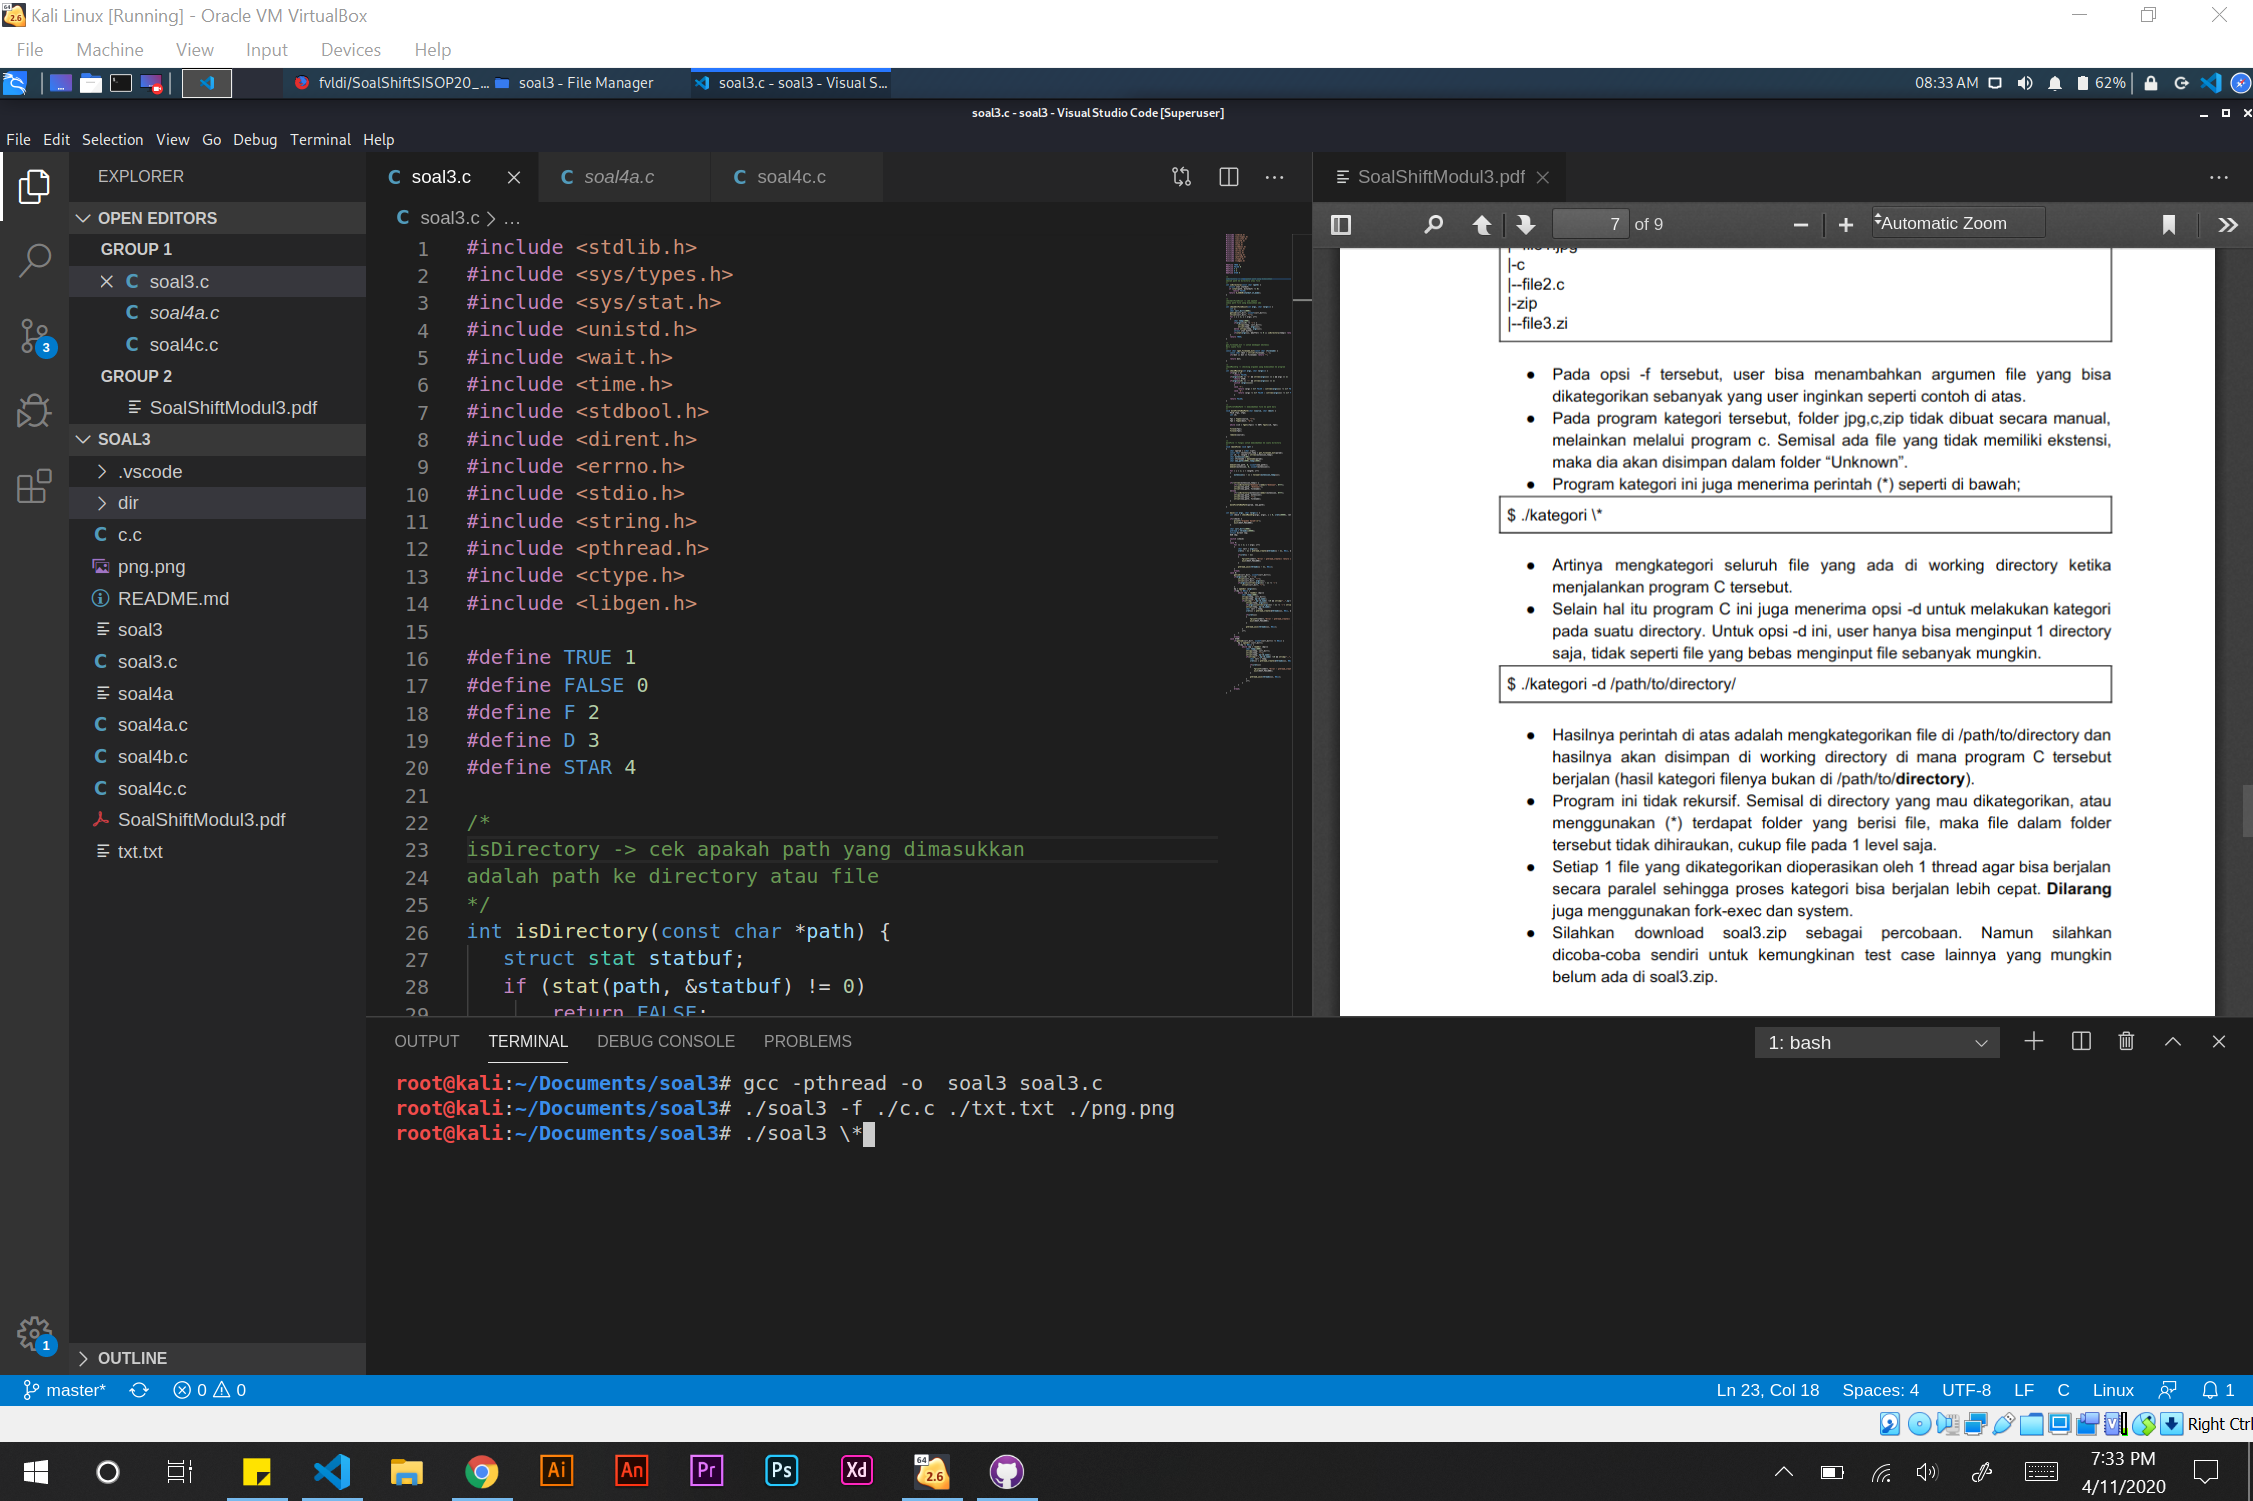 Kali Linux [Running] - Oracle VM VirtualBox
File Machine View Input Devices Help
fvldi/SoalShiftSISOP20_... soal3 - File Manager soal3.c - soal3 - Visual S... 08:33 AM 62%
soal3.c - soal3 - Visual Studio Code [Superuser]
File Edit Selection View Go Debug Terminal Help
EXPLORER
OPEN EDITORS
GROUP 1
soal3.c
soal4a.c
soal4c.c
GROUP 2
SoalShiftModul3.pdf
SOAL3
.vscode
dir
c.c
png.png
README.md
soal3
soal3.c
soal4a
soal4a.c
soal4b.c
soal4c.c
SoalShiftModul3.pdf
txt.txt
OUTLINE
3
1
soal3.c soal4a.c soal4c.c
soal3.c > ...
1 #include <stdlib.h>
2 #include <sys/types.h>
3 #include <sys/stat.h>
4 #include <unistd.h>
5 #include <wait.h>
6 #include <time.h>
7 #include <stdbool.h>
8 #include <dirent.h>
9 #include <errno.h>
10 #include <stdio.h>
11 #include <string.h>
12 #include <pthread.h>
13 #include <ctype.h>
14 #include <libgen.h>
15
16 #define TRUE 1
17 #define FALSE 0
18 #define F 2
19 #define D 3
20 #define STAR 4
21
22 /*
23 isDirectory -> cek apakah path yang dimasukkan
24 adalah path ke directory atau file
25 */
26 int isDirectory(const char *path) {
27 struct stat statbuf;
28 if (stat(path, &statbuf) != 0)
29 return FALSE;
SoalShiftModul3.pdf
7 of 9 Automatic Zoom
|-c
|--file2.c
|-zip
|--file3.zi
● Pada opsi -f tersebut, user bisa menambahkan argumen file yang bisa
dikategorikan sebanyak yang user inginkan seperti contoh di atas.
● Pada program kategori tersebut, folder jpg,c,zip tidak dibuat secara manual,
melainkan melalui program c. Semisal ada file yang tidak memiliki ekstensi,
maka dia akan disimpan dalam folder “Unknown”.
● Program kategori ini juga menerima perintah (*) seperti di bawah;
$ ./kategori \*
● Artinya mengkategori seluruh file yang ada di working directory ketika
menjalankan program C tersebut.
● Selain hal itu program C ini juga menerima opsi -d untuk melakukan kategori
pada suatu directory. Untuk opsi -d ini, user hanya bisa menginput 1 directory
saja, tidak seperti file yang bebas menginput file sebanyak mungkin.
$ ./kategori -d /path/to/directory/
● Hasilnya perintah di atas adalah mengkategorikan file di /path/to/directory dan
hasilnya akan disimpan di working directory di mana program C tersebut
berjalan (hasil kategori filenya bukan di /path/to/directory).
● Program ini tidak rekursif. Semisal di directory yang mau dikategorikan, atau
menggunakan (*) terdapat folder yang berisi file, maka file dalam folder
tersebut tidak dihiraukan, cukup file pada 1 level saja.
● Setiap 1 file yang dikategorikan dioperasikan oleh 1 thread agar bisa berjalan
secara paralel sehingga proses kategori bisa berjalan lebih cepat. Dilarang
juga menggunakan fork-exec dan system.
● Silahkan download soal3.zip sebagai percobaan. Namun silahkan
dicoba-coba sendiri untuk kemungkinan test case lainnya yang mungkin
belum ada di soal3.zip.
OUTPUT TERMINAL DEBUG CONSOLE PROBLEMS 1: bash
root@kali:~/Documents/soal3# gcc -pthread -o  soal3 soal3.c
root@kali:~/Documents/soal3# ./soal3 -f ./c.c ./txt.txt ./png.png
root@kali:~/Documents/soal3# ./soal3 \*
master* 0 0 Ln 23, Col 18 Spaces: 4 UTF-8 LF C Linux 1
Right Ctrl
Ai An Pr Ps Xd 64 2.6
7:33 PM
4/11/2020